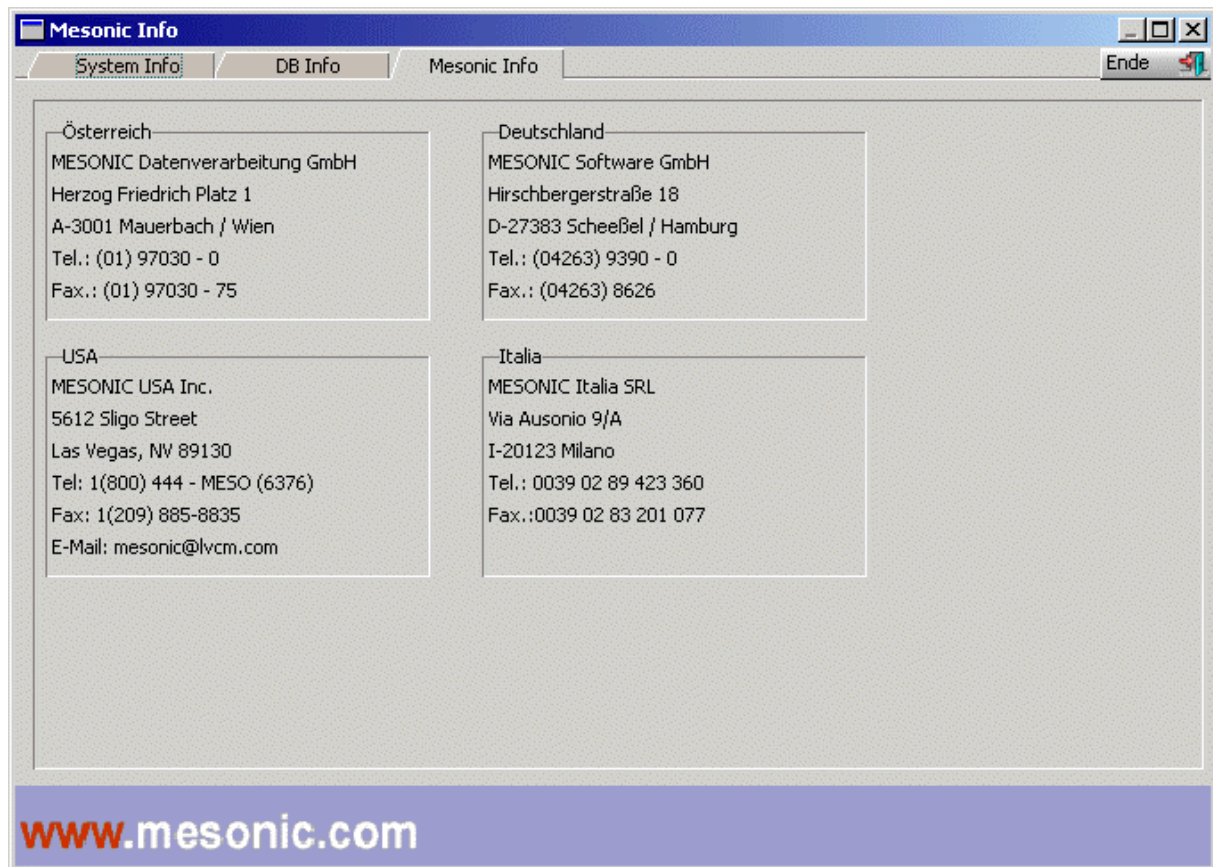 Mesonic Info
System Info
DB Info
Mesonic Info
Ende
Österreich
MESONIC Datenverarbeitung GmbH
Herzog Friedrich Platz 1
A-3001 Mauerbach / Wien
Tel.: (01) 97030 - 0
Fax.: (01) 97030 - 75
Deutschland
MESONIC Software GmbH
Hirschbergerstraße 18
D-27383 Scheeßel / Hamburg
Tel.: (04263) 9390 - 0
Fax.: (04263) 8626
USA
MESONIC USA Inc.
5612 Sligo Street
Las Vegas, NV 89130
Tel: 1(800) 444 - MESO (6376)
Fax: 1(209) 885-8835
E-Mail: mesonic@lvcm.com
Italia
MESONIC Italia SRL
Via Ausonio 9/A
I-20123 Milano
Tel.: 0039 02 89 423 360
Fax.:0039 02 83 201 077
www.mesonic.com